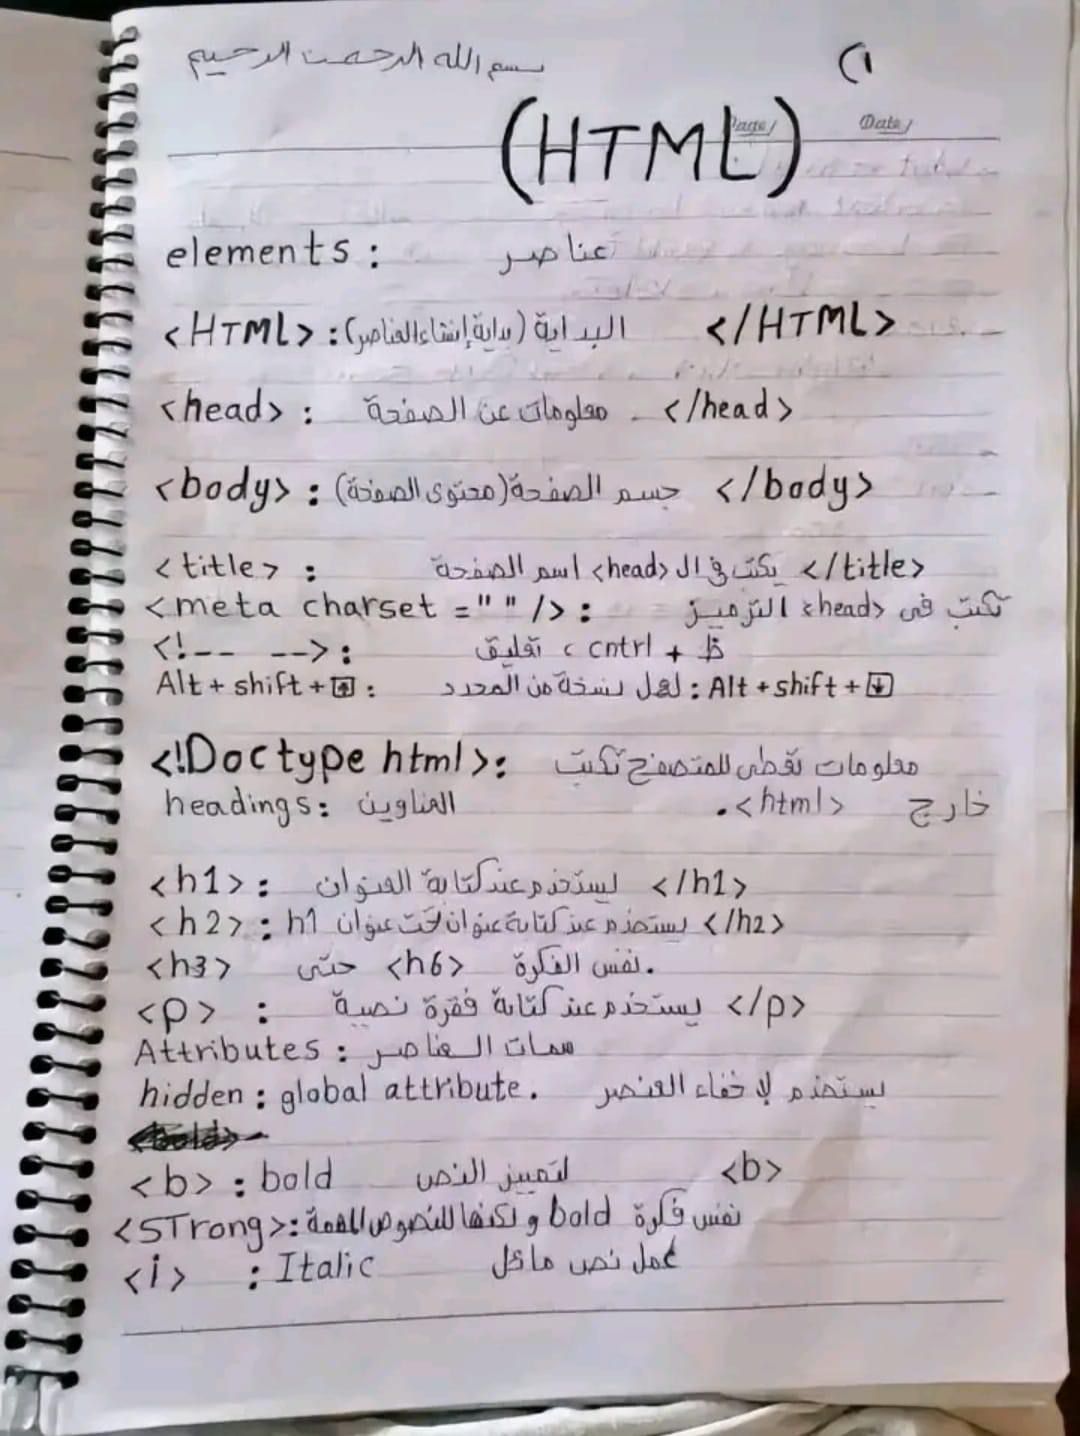 بسم الله الرحمن الرحيم
(1
Page/ Date/
(HTML)
elements : عناصر
<HTML> : البداية (بداية إنشاء العناصر) </HTML>
<head> : معلومات عن الصفحة . </head>
<body> : جسم الصفحة (محتوى الصفحة) </body>
<title> : اسم الصفحة <head> يكتب في ال </title>
<meta charset =" " /> : الترميز <head> تكتب في
<!-- --> : تعليق ، cntrl + ظ
Alt + shift + ↑ : لعمل نسخة من المحدد : Alt + shift + ↓
<!Doctype html> : معلومات تعطى للمتصفح تكتب
headings : العناوين خارج <html>.
<h1> : يستخدم عند كتابة العنوان </h1>
<h2> : يستخدم عند كتابة عنوان تحت عنوان h1 </h2>
<h3> حتى <h6> نفس الفكرة.
<p> : يستخدم عند كتابة فقرة نصية </p>
Attributes : سمات العناصر
hidden : global attribute. يستخدم لإخفاء العنصر
<b> : bold لتمييز النص <b>
<STrong> : نفس فكرة bold ولكنها للنصوص المهمة
<i> : Italic عمل نص مائل